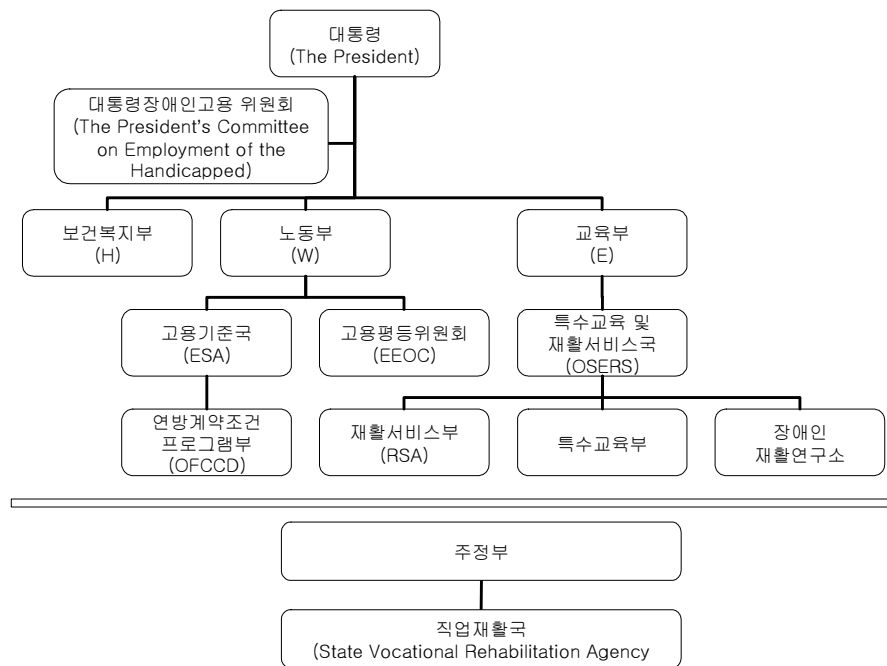 대통령
(The President)
대통령장애인고용 위원회
(The President's Committee
on Employment of the
Handicapped)
보건복지부
(H)
노동부
(W)
교육부
(E)
고용기준국
(ESA)
고용평등위원회
(EEOC)
특수교육 및
재활서비스국
(OSERS)
연방계약조건
프로그램부
(OFCCD)
재활서비스부
(RSA)
특수교육부
장애인
재활연구소
주정부
직업재활국
(State Vocational Rehabilitation Agency